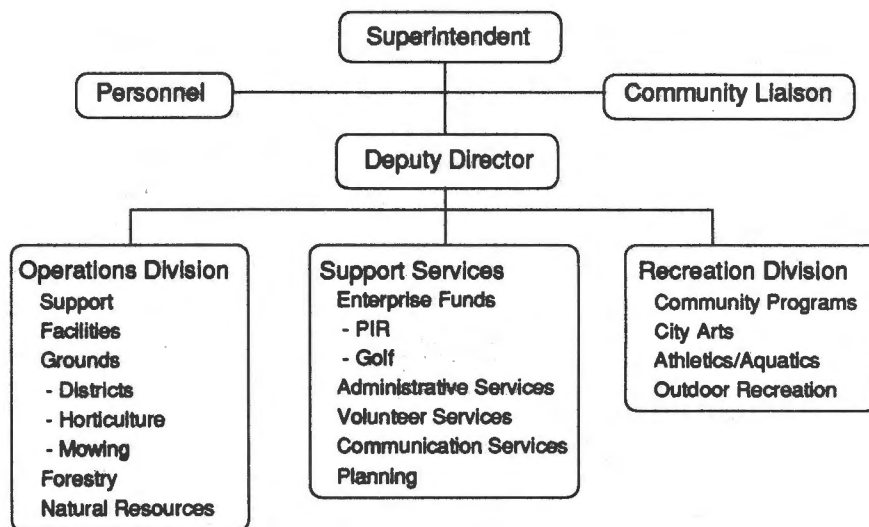 Superintendent
Personnel
Community Liaison
Deputy Director
Operations Division
Support
Facilities
Grounds
- Districts
- Horticulture
- Mowing
Forestry
Natural Resources
Support Services
Enterprise Funds
- PIR
- Golf
Administrative Services
Volunteer Services
Communication Services
Planning
Recreation Division
Community Programs
City Arts
Athletics/Aquatics
Outdoor Recreation